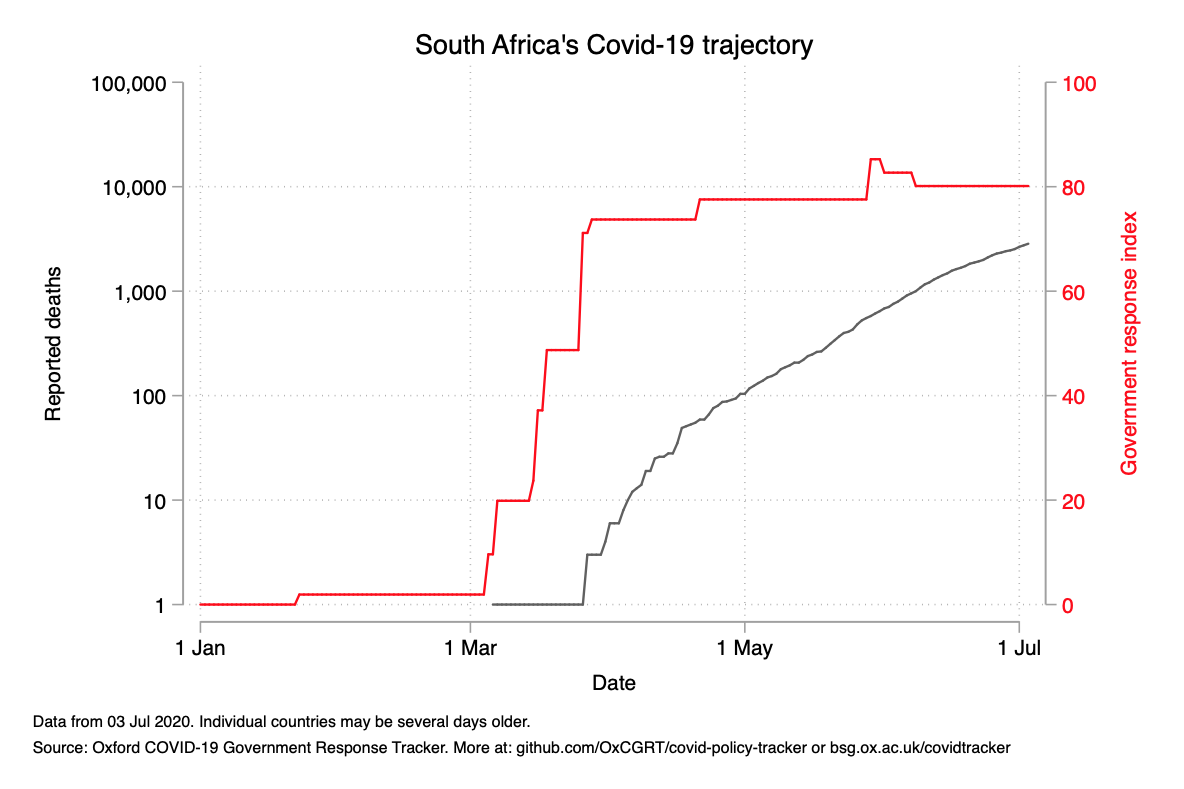 South Africa's Covid-19 trajectory
100,000
10,000
1,000
100
10
1
Reported deaths
100
80
60
40
20
0
Government response index
1 Jan
1 Mar
1 May
1 Jul
Date
Data from 03 Jul 2020. Individual countries may be several days older.
Source: Oxford COVID-19 Government Response Tracker. More at: github.com/OxCGRT/covid-policy-tracker or bsg.ox.ac.uk/covidtracker